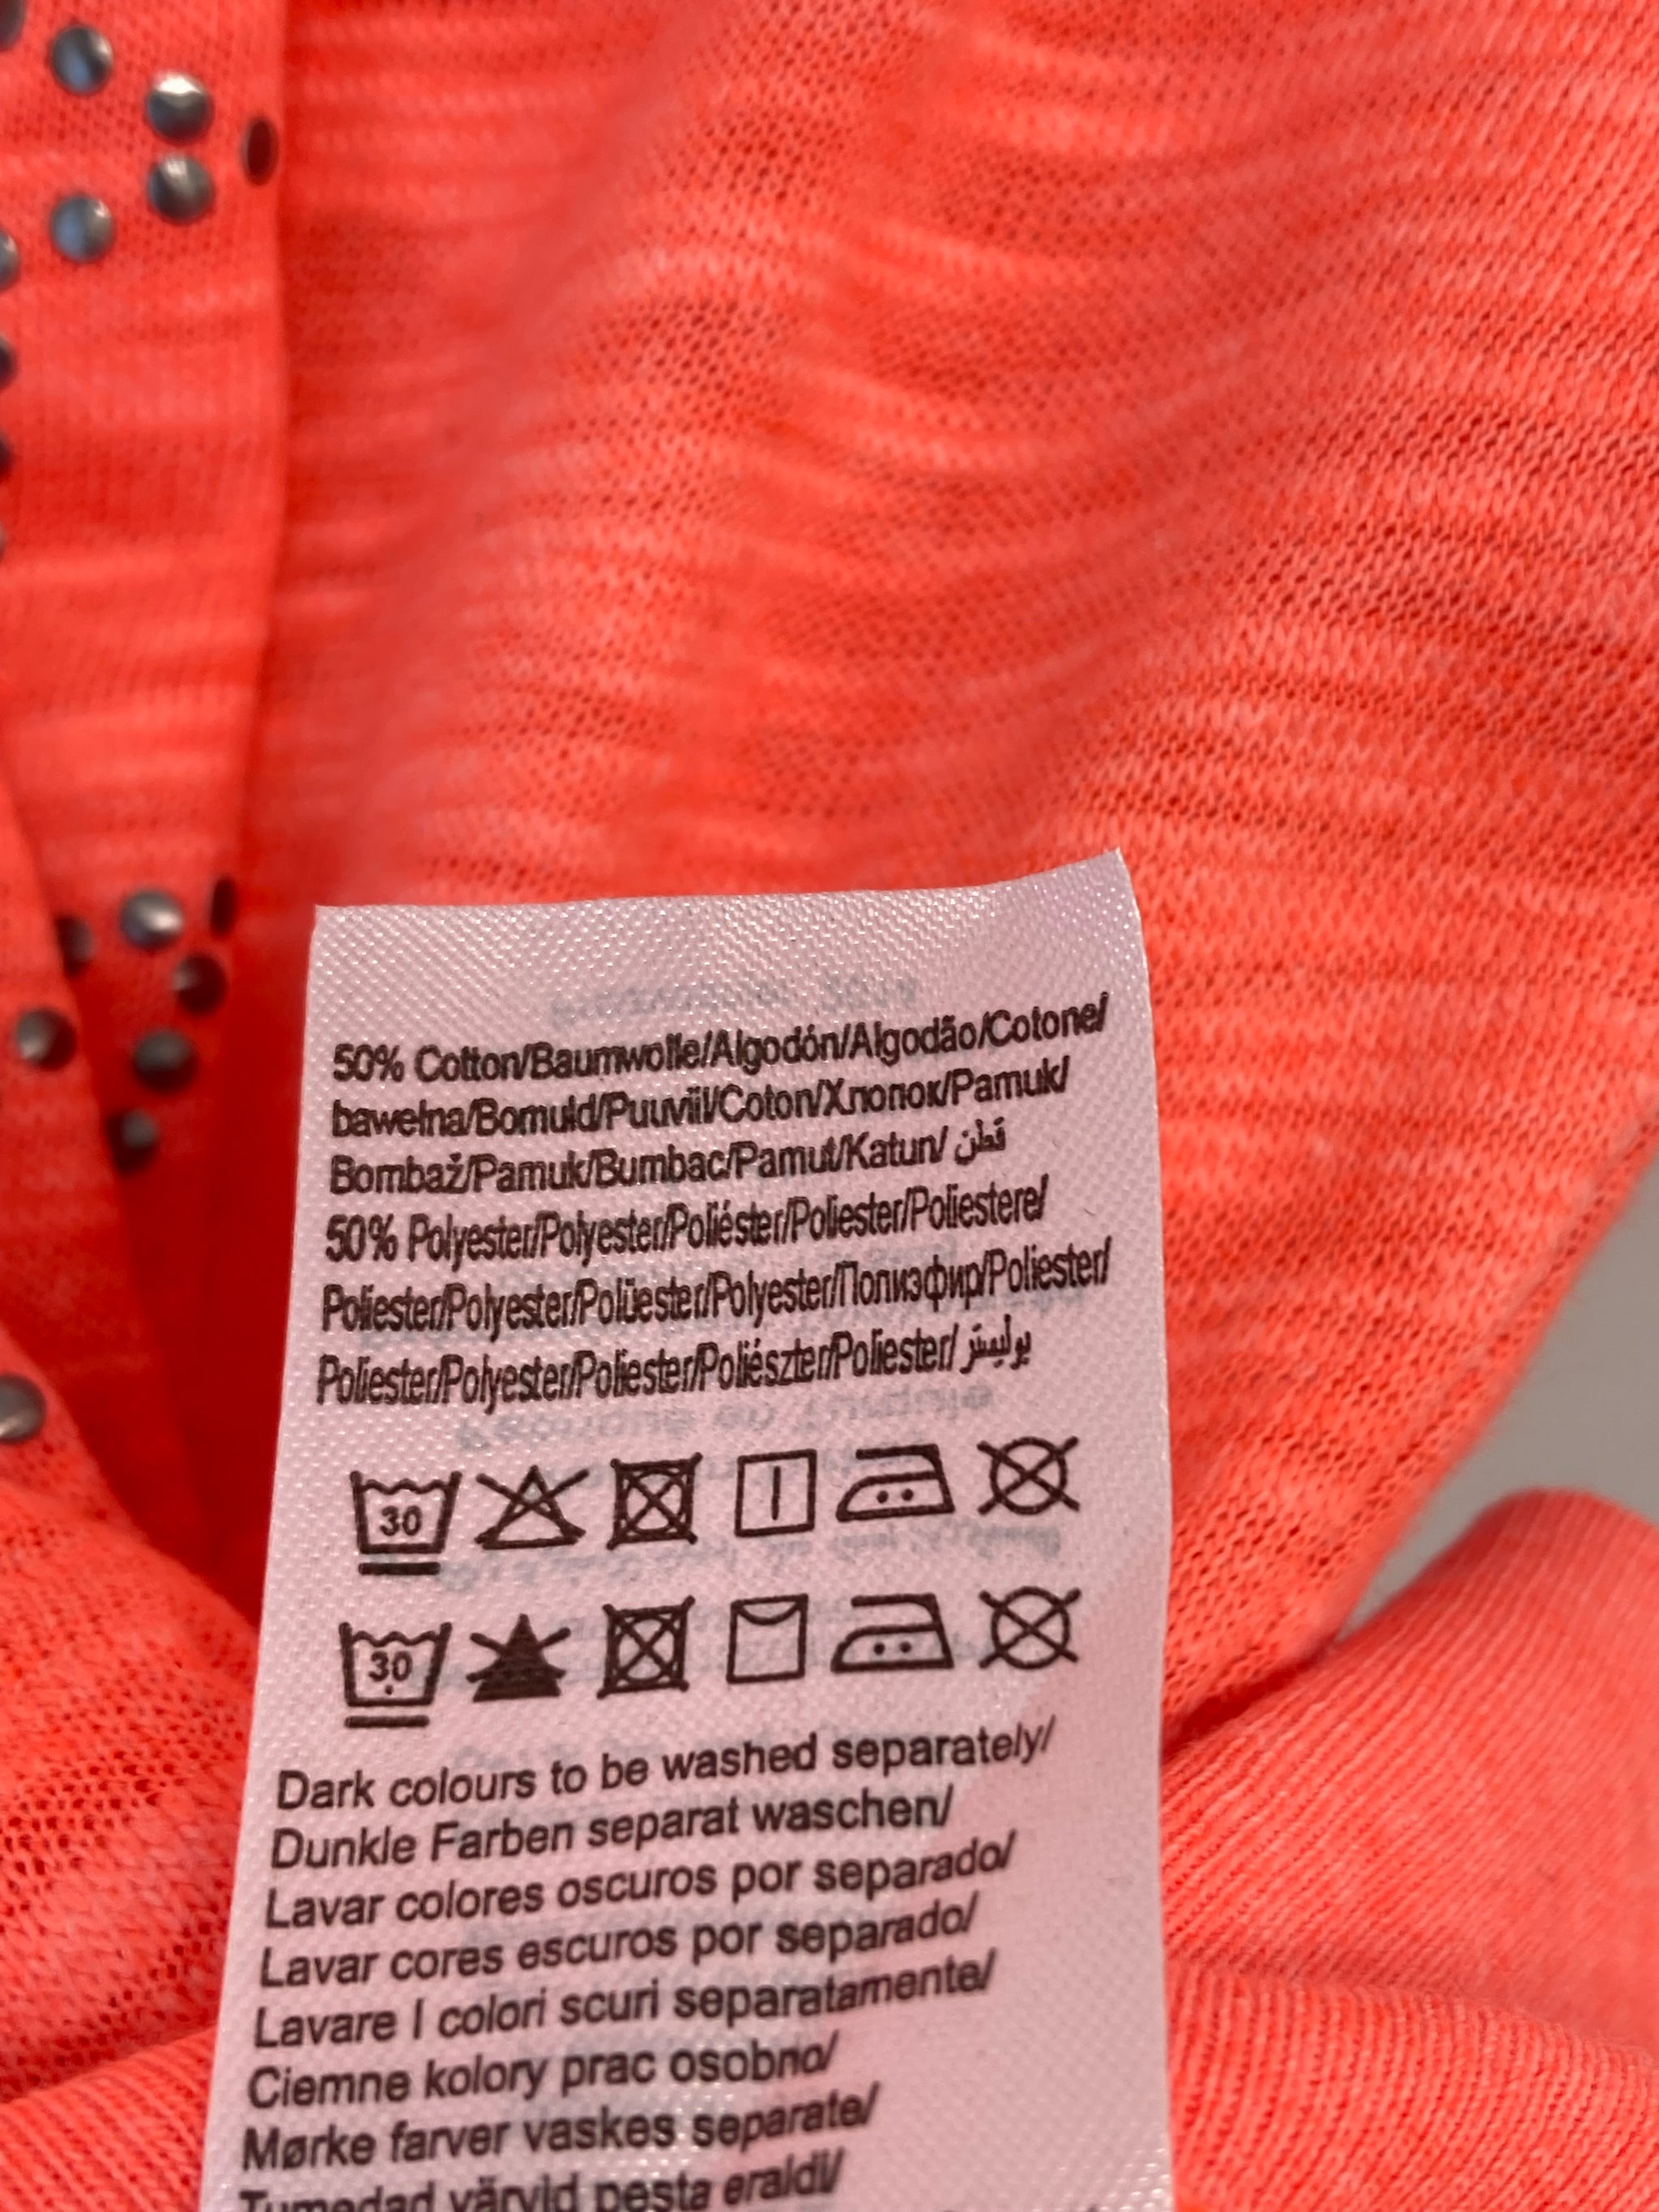 50% Cotton/Baumwolle/Algodón/Algodão/Cotone/
bawełna/Bomuld/Puuvill/Coton/Хлопок/Pamuk/
Bombaž/Pamuk/Bumbac/Pamut/Katun/ قطن
50% Polyester/Polyester/Poliéster/Poliester/Poliestere/
Poliester/Polyester/Polüester/Polyester/Полиэфир/Poliester/
Poliester/Polyester/Poliester/Poliészter/Poliester/ بوليستر
30
30
Dark colours to be washed separately/
Dunkle Farben separat waschen/
Lavar colores oscuros por separado/
Lavar cores escuros por separado/
Lavare I colori scuri separatamente/
Ciemne kolory prac osobno/
Mørke farver vaskes separate/
Tumedad värvid pesta eraldi/